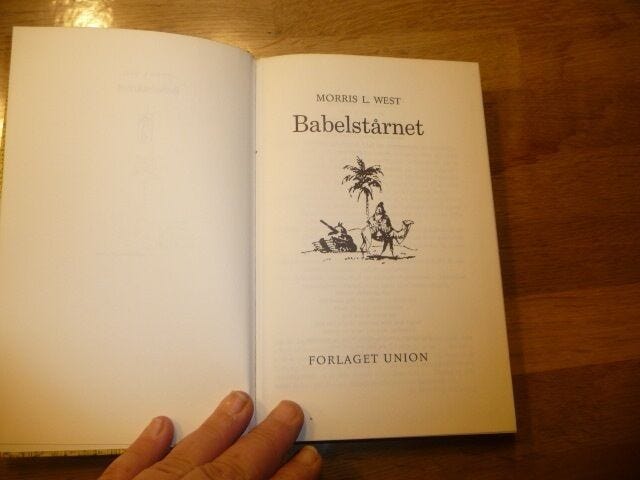 MORRIS L. WEST
Babelstårnet
FORLAGET UNION